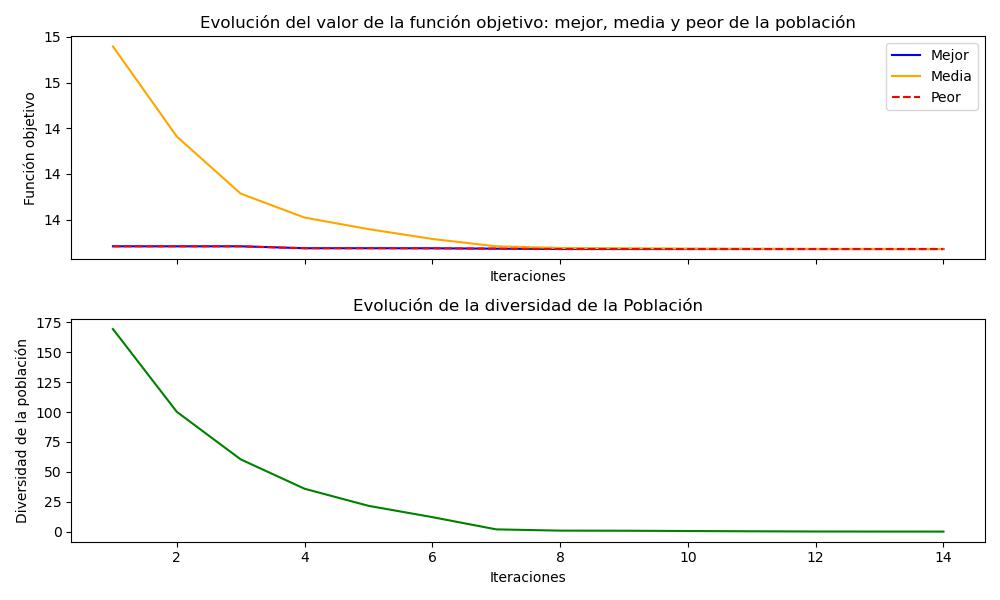 Evolución del valor de la función objetivo: mejor, media y peor de la población
15
15
14
14
14
Función objetivo
Mejor
Media
Peor
Iteraciones
Evolución de la diversidad de la Población
175
150
125
100
75
50
25
0
Diversidad de la población
2 4 6 8 10 12 14
Iteraciones